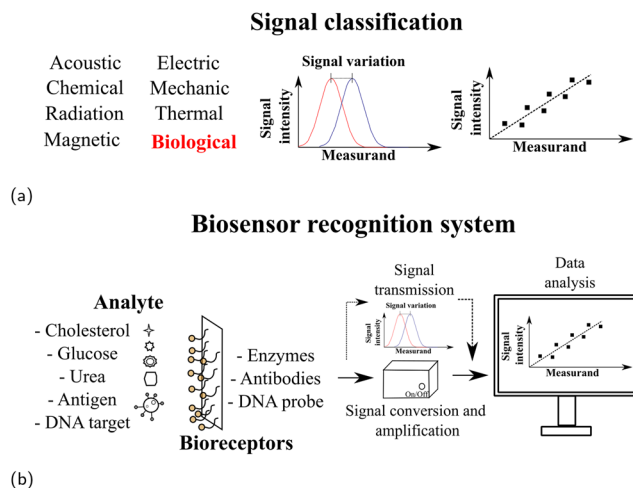 Signal classification
Acoustic Electric
Chemical Mechanic
Radiation Thermal
Magnetic Biological
Signal variation
Signal
intensity
Measurand
Signal
intensity
Measurand
(a)
Biosensor recognition system
Analyte
- Cholesterol
- Glucose
- Urea
- Antigen
- DNA target
Bioreceptors
- Enzymes
- Antibodies
- DNA probe
Signal
transmission
Signal variation
Signal
intensity
Measurand
On/Off
Signal conversion and
amplification
Data
analysis
Signal
intensity
Measurand
(b)